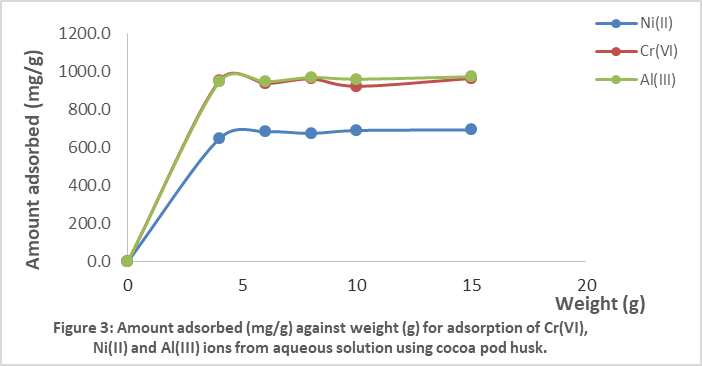 1200.0
1000.0
800.0
600.0
400.0
200.0
0.0
Amount adsorbed (mg/g)
0 5 10 15 20
Weight (g)
Ni(II)
Cr(VI)
Al(III)
Figure 3: Amount adsorbed (mg/g) against weight (g) for adsorption of Cr(VI),
Ni(II) and Al(III) ions from aqueous solution using cocoa pod husk.